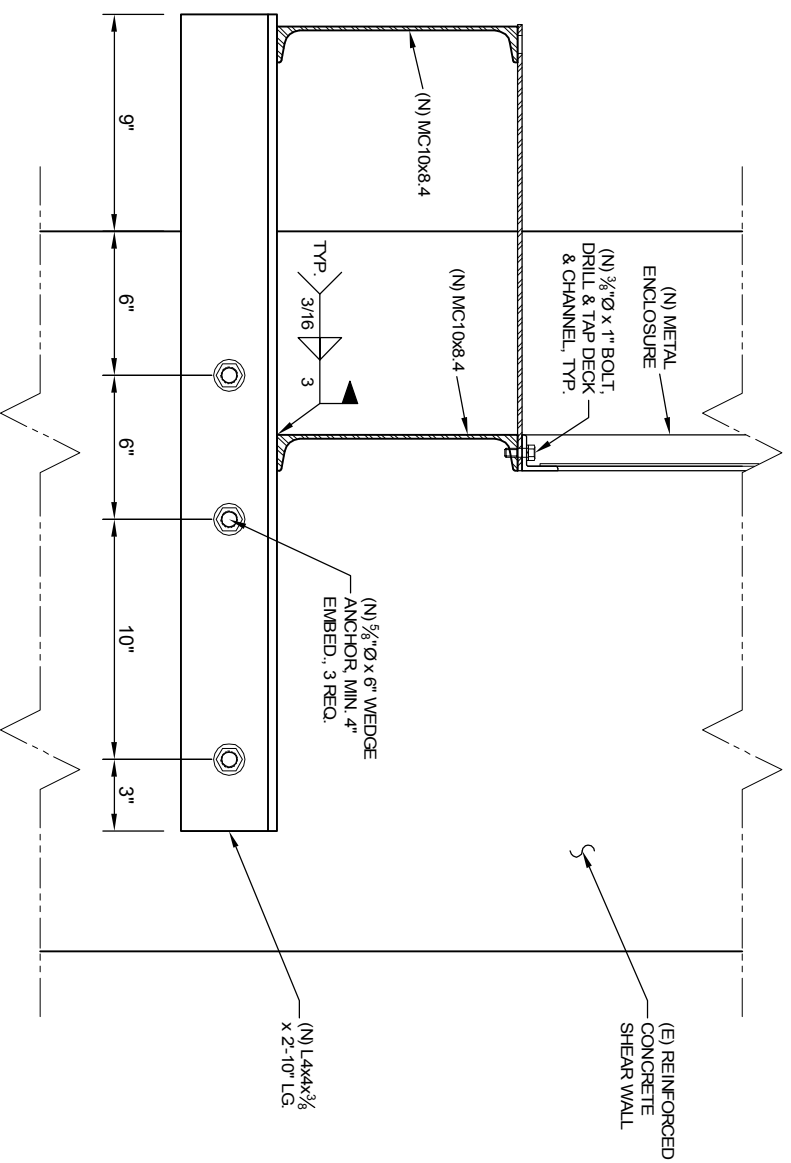 (E) REINFORCED
CONCRETE
SHEAR WALL
(N) METAL
ENCLOSURE
(N) ⅜"Ø x 1" BOLT,
DRILL & TAP DECK
& CHANNEL, TYP.
(N) MC10x8.4
(N) MC10x8.4
TYP.
3/16
3
(N) ⅝"Ø x 6" WEDGE
ANCHOR, MIN. 4"
EMBED., 3 REQ.
(N) L4x4x⅜
x 2'-10" LG.
9"
6"
6"
10"
3"